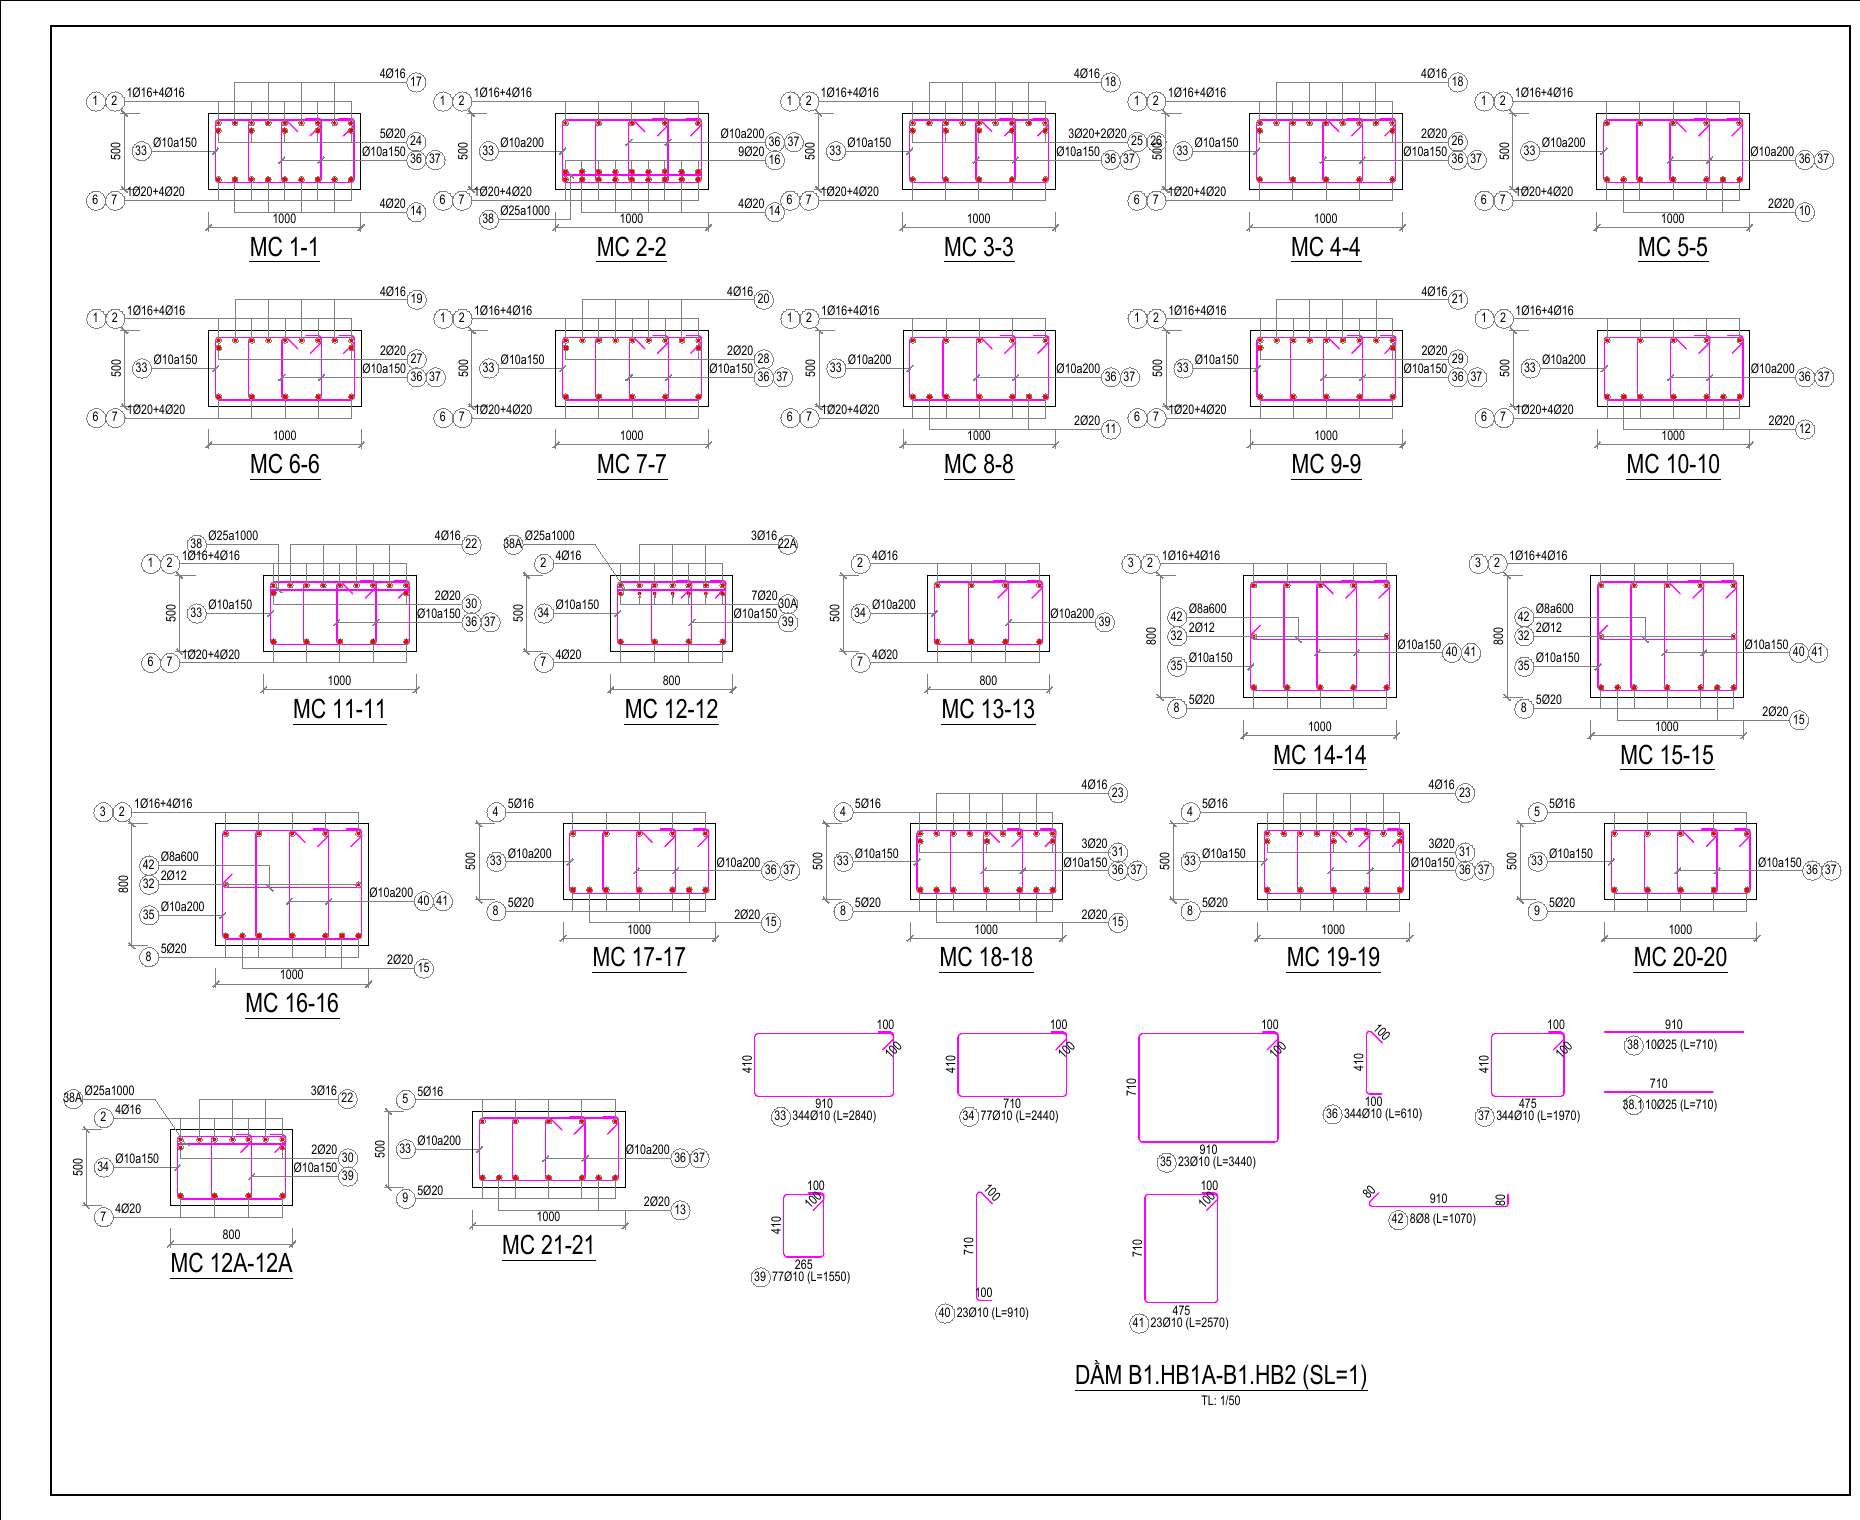 4Ø16 17
1 2 1Ø16+4Ø16
5Ø20 24
33 Ø10a150
Ø10a150 36 37
500
6 7 1Ø20+4Ø20
4Ø20 14
1000
MC 1-1
1 2 1Ø16+4Ø16
Ø10a200 36 37
33 Ø10a200
9Ø20 16
500
6 7 1Ø20+4Ø20
38 Ø25a1000
4Ø20 14
1000
MC 2-2
4Ø16 18
1 2 1Ø16+4Ø16
3Ø20+2Ø20 25 26
33 Ø10a150
Ø10a150 36 37
500
6 7 1Ø20+4Ø20
1000
MC 3-3
4Ø16 18
1 2 1Ø16+4Ø16
2Ø20 26
33 Ø10a150
Ø10a150 36 37
500
6 7 1Ø20+4Ø20
1000
MC 4-4
1 2 1Ø16+4Ø16
33 Ø10a200
Ø10a200 36 37
500
6 7 1Ø20+4Ø20
2Ø20 10
1000
MC 5-5
4Ø16 19
1 2 1Ø16+4Ø16
2Ø20 27
33 Ø10a150
Ø10a150 36 37
500
6 7 1Ø20+4Ø20
1000
MC 6-6
4Ø16 20
1 2 1Ø16+4Ø16
2Ø20 28
33 Ø10a150
Ø10a150 36 37
500
6 7 1Ø20+4Ø20
1000
MC 7-7
1 2 1Ø16+4Ø16
33 Ø10a200
Ø10a200 36 37
500
6 7 1Ø20+4Ø20
2Ø20 11
1000
MC 8-8
4Ø16 21
1 2 1Ø16+4Ø16
2Ø20 29
33 Ø10a150
Ø10a150 36 37
500
6 7 1Ø20+4Ø20
1000
MC 9-9
1 2 1Ø16+4Ø16
33 Ø10a200
Ø10a200 36 37
500
6 7 1Ø20+4Ø20
2Ø20 12
1000
MC 10-10
38 Ø25a1000
4Ø16 22
1 2 1Ø16+4Ø16
2Ø20 30
33 Ø10a150
Ø10a150 36 37
500
6 7 1Ø20+4Ø20
1000
MC 11-11
38A Ø25a1000
3Ø16 22A
2 4Ø16
7Ø20 30A
34 Ø10a150
Ø10a150 39
500
7 4Ø20
800
MC 12-12
2 4Ø16
34 Ø10a200
Ø10a200 39
500
7 4Ø20
800
MC 13-13
3 2 1Ø16+4Ø16
42 Ø8a600
32 2Ø12
Ø10a150 40 41
35 Ø10a150
800
8 5Ø20
1000
MC 14-14
3 2 1Ø16+4Ø16
42 Ø8a600
32 2Ø12
Ø10a150 40 41
35 Ø10a150
800
8 5Ø20
2Ø20 15
1000
MC 15-15
3 2 1Ø16+4Ø16
42 Ø8a600
32 2Ø12
Ø10a200 40 41
35 Ø10a200
800
8 5Ø20
2Ø20 15
1000
MC 16-16
4 5Ø16
33 Ø10a200
Ø10a200 36 37
500
8 5Ø20
2Ø20 15
1000
MC 17-17
4Ø16 23
4 5Ø16
3Ø20 31
33 Ø10a150
Ø10a150 36 37
500
8 5Ø20
2Ø20 15
1000
MC 18-18
4Ø16 23
4 5Ø16
3Ø20 31
33 Ø10a150
Ø10a150 36 37
500
8 5Ø20
1000
MC 19-19
5 5Ø16
33 Ø10a150
Ø10a150 36 37
500
9 5Ø20
1000
MC 20-20
38A Ø25a1000
3Ø16 22
2 4Ø16
2Ø20 30
34 Ø10a150
Ø10a150 39
500
7 4Ø20
800
MC 12A-12A
5 5Ø16
33 Ø10a200
Ø10a200 36 37
500
9 5Ø20
2Ø20 13
1000
MC 21-21
100
100
410
910
33 344Ø10 (L=2840)
100
100
410
710
34 77Ø10 (L=2440)
100
100
710
910
35 23Ø10 (L=3440)
100
410
100
36 344Ø10 (L=610)
100
100
410
475
37 344Ø10 (L=1970)
910
38 10Ø25 (L=710)
710
38.1 10Ø25 (L=710)
100
100
410
265
39 77Ø10 (L=1550)
100
710
100
40 23Ø10 (L=910)
100
100
710
475
41 23Ø10 (L=2570)
80
910
80
42 8Ø8 (L=1070)
DẦM B1.HB1A-B1.HB2 (SL=1)
TL: 1/50